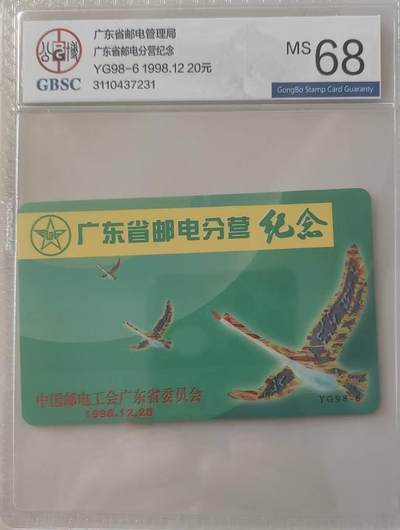 广东省邮电管理局
广东省邮电分营纪念
YG98-6 1998.12 20元
3110437231
公博
GBSC
MS 68
GongBo Stamp Card Guaranty
广东省邮电分营 纪念
中国邮电工会广东省委员会
1998.12.28
YG98-6